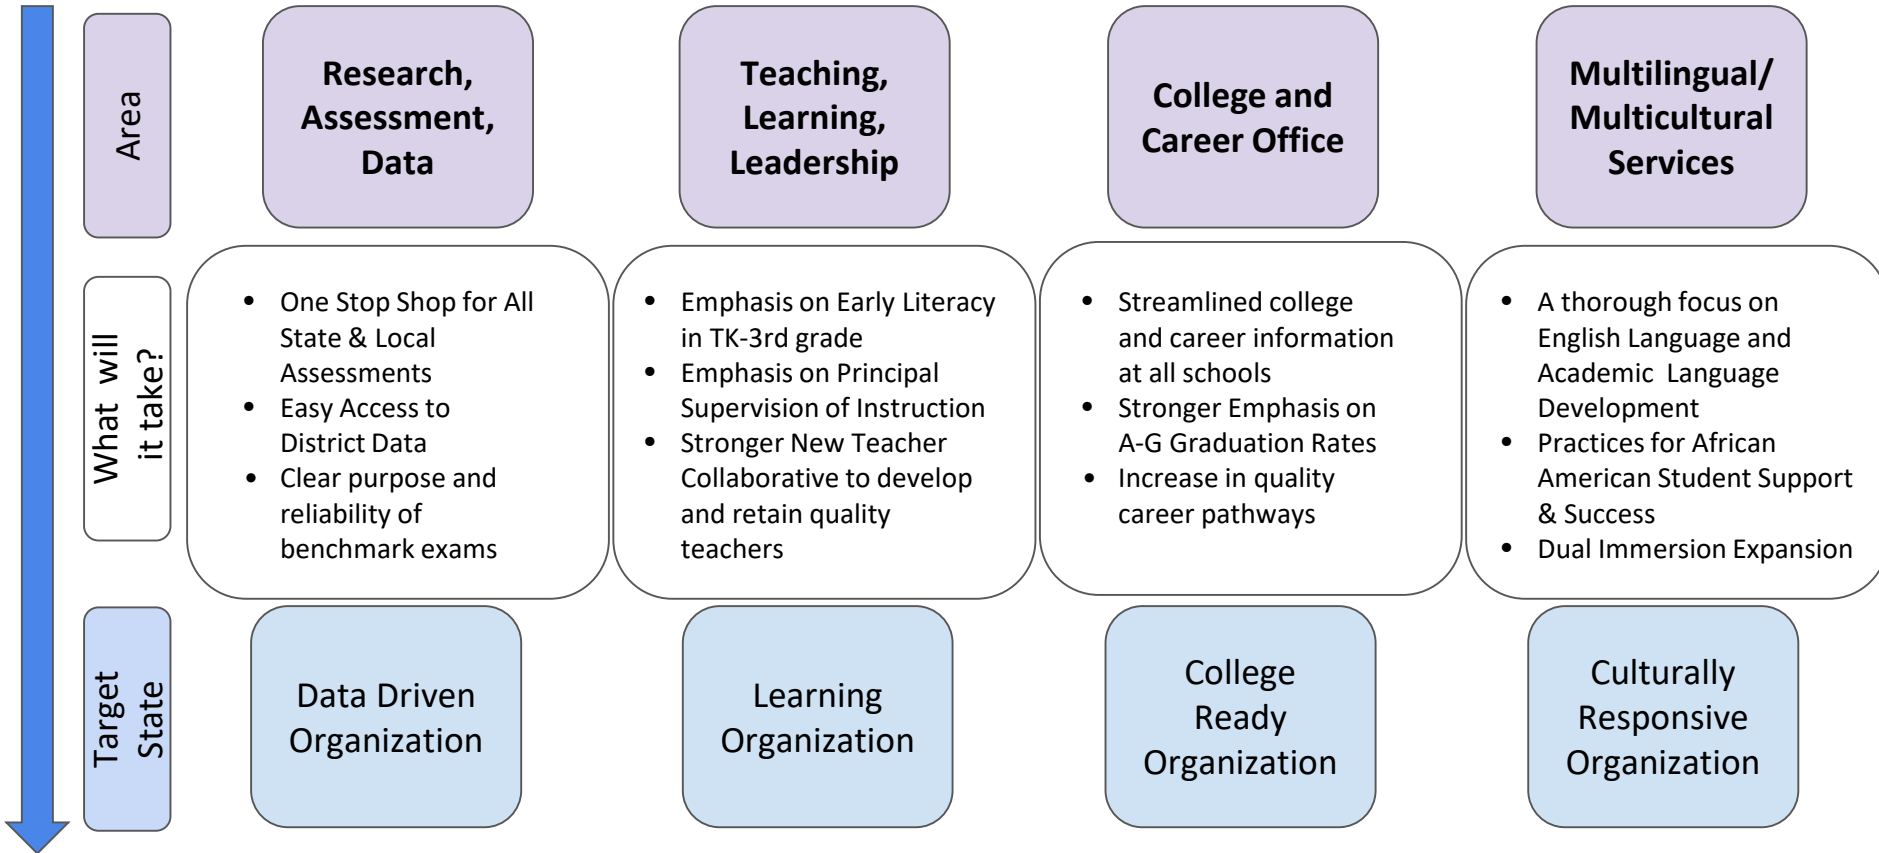 Area
Research,
Assessment,
Data
Teaching,
Learning,
Leadership
College and
Career Office
Multilingual/
Multicultural
Services
What will
it take?
• One Stop Shop for All
State & Local
Assessments
• Easy Access to
District Data
• Clear purpose and
reliability of
benchmark exams
• Emphasis on Early Literacy
in TK-3rd grade
• Emphasis on Principal
Supervision of Instruction
• Stronger New Teacher
Collaborative to develop
and retain quality
teachers
• Streamlined college
and career information
at all schools
• Stronger Emphasis on
A-G Graduation Rates
• Increase in quality
career pathways
• A thorough focus on
English Language and
Academic Language
Development
• Practices for African
American Student Support
& Success
• Dual Immersion Expansion
Target
State
Data Driven
Organization
Learning
Organization
College
Ready
Organization
Culturally
Responsive
Organization